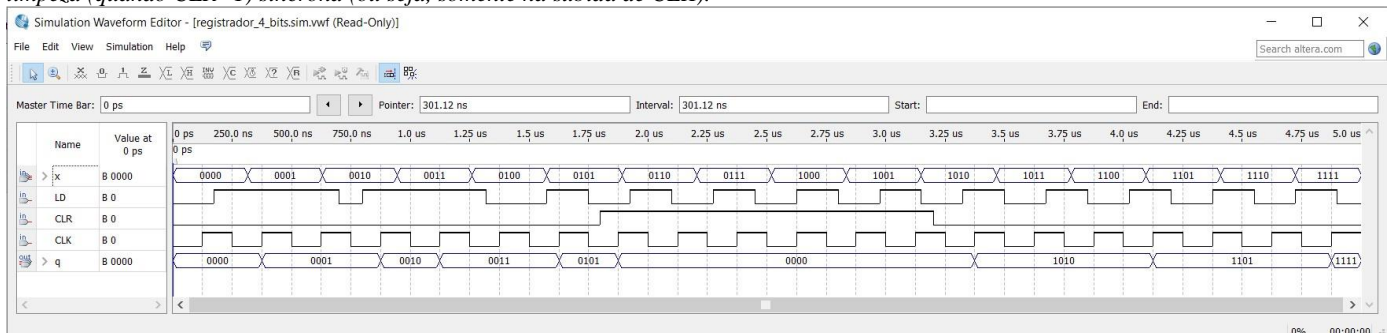 limpeza (quando CLR=1) síncrona (ou seja, somente na subida de CLK).
Simulation Waveform Editor - [registrador_4_bits.sim.vwf (Read-Only)]
File Edit View Simulation Help
Search altera.com
Master Time Bar: 0 ps Pointer: 301.12 ns Interval: 301.12 ns Start: End:
Name Value at 0 ps
0 ps 250.0 ns 500.0 ns 750.0 ns 1.0 us 1.25 us 1.5 us 1.75 us 2.0 us 2.25 us 2.5 us 2.75 us 3.0 us 3.25 us 3.5 us 3.75 us 4.0 us 4.25 us 4.5 us 4.75 us 5.0 us
0 ps
x B 0000 0000 0001 0010 0011 0100 0101 0110 0111 1000 1001 1010 1011 1100 1101 1110 1111
LD B 0
CLR B 0
CLK B 0
q B 0000 0000 0001 0010 0011 0101 0000 1010 1101 1111
0% 00:00:00